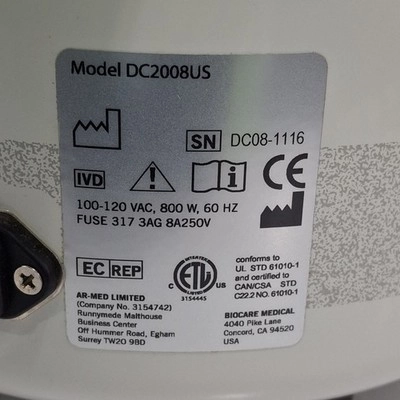 Model DC2008US
SN DC08-1116
IVD
CE
100-120 VAC, 800 W, 60 HZ
FUSE 317 3AG 8A250V
EC REP
ETL
INTERTEK
3154445
conforms to
UL STD 61010-1
and certified to
CAN/CSA STD
C22.2 NO. 61010-1
AR-MED LIMITED
(Company No. 3154742)
Runnymede Malthouse
Business Center
Off Hummer Road, Egham
Surrey TW20 9BD
BIOCARE MEDICAL
4040 Pike Lane
Concord, CA 94520
USA